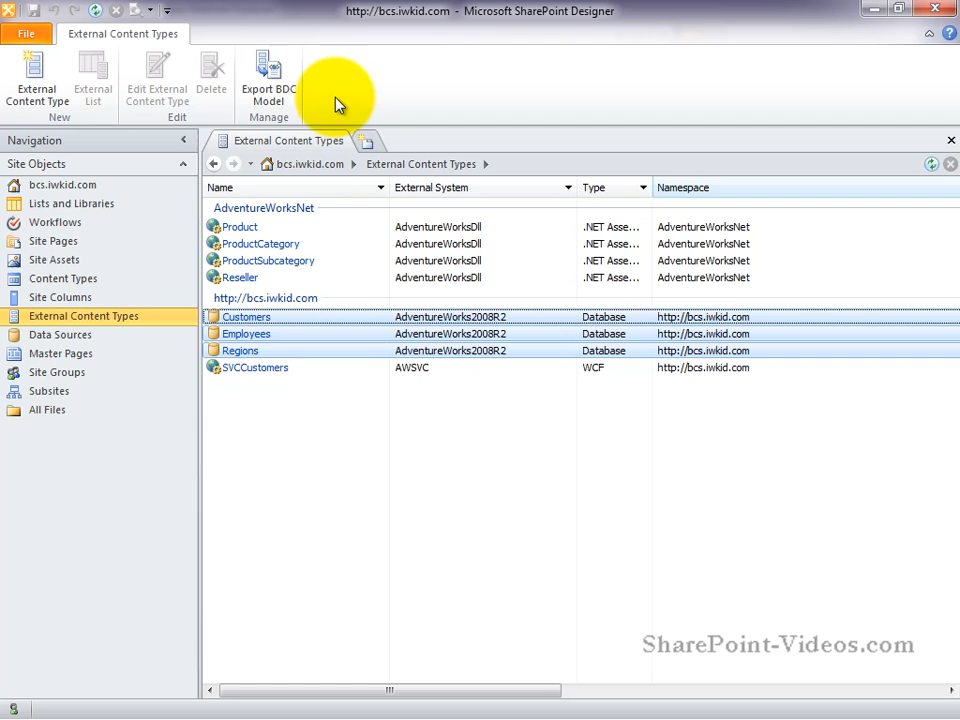 http://bcs.iwkid.com - Microsoft SharePoint Designer
File External Content Types
External Content Type
External List
Edit External Content Type
Delete
Export BDC Model
New Edit Manage
Navigation
External Content Types
Site Objects
bcs.iwkid.com External Content Types
bcs.iwkid.com
Lists and Libraries
Workflows
Site Pages
Site Assets
Content Types
Site Columns
External Content Types
Data Sources
Master Pages
Site Groups
Subsites
All Files
Name External System Type Namespace
AdventureWorksNet
Product AdventureWorksDll .NET Asse... AdventureWorksNet
ProductCategory AdventureWorksDll .NET Asse... AdventureWorksNet
ProductSubcategory AdventureWorksDll .NET Asse... AdventureWorksNet
Reseller AdventureWorksDll .NET Asse... AdventureWorksNet
http://bcs.iwkid.com
Customers AdventureWorks2008R2 Database http://bcs.iwkid.com
Employees AdventureWorks2008R2 Database http://bcs.iwkid.com
Regions AdventureWorks2008R2 Database http://bcs.iwkid.com
SVCCustomers AWSVC WCF http://bcs.iwkid.com
SharePoint-Videos.com